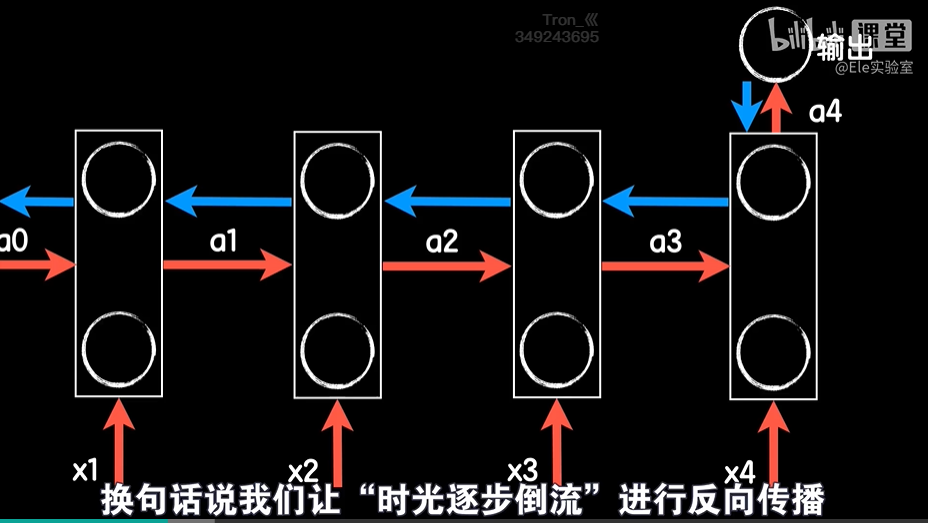 Tron_巛
349243695
bilibili 课堂
输出
@Ele实验室
a4
a0
a1
a2
a3
x1
x2
x3
x4
换句话说我们让“时光逐步倒流”进行反向传播